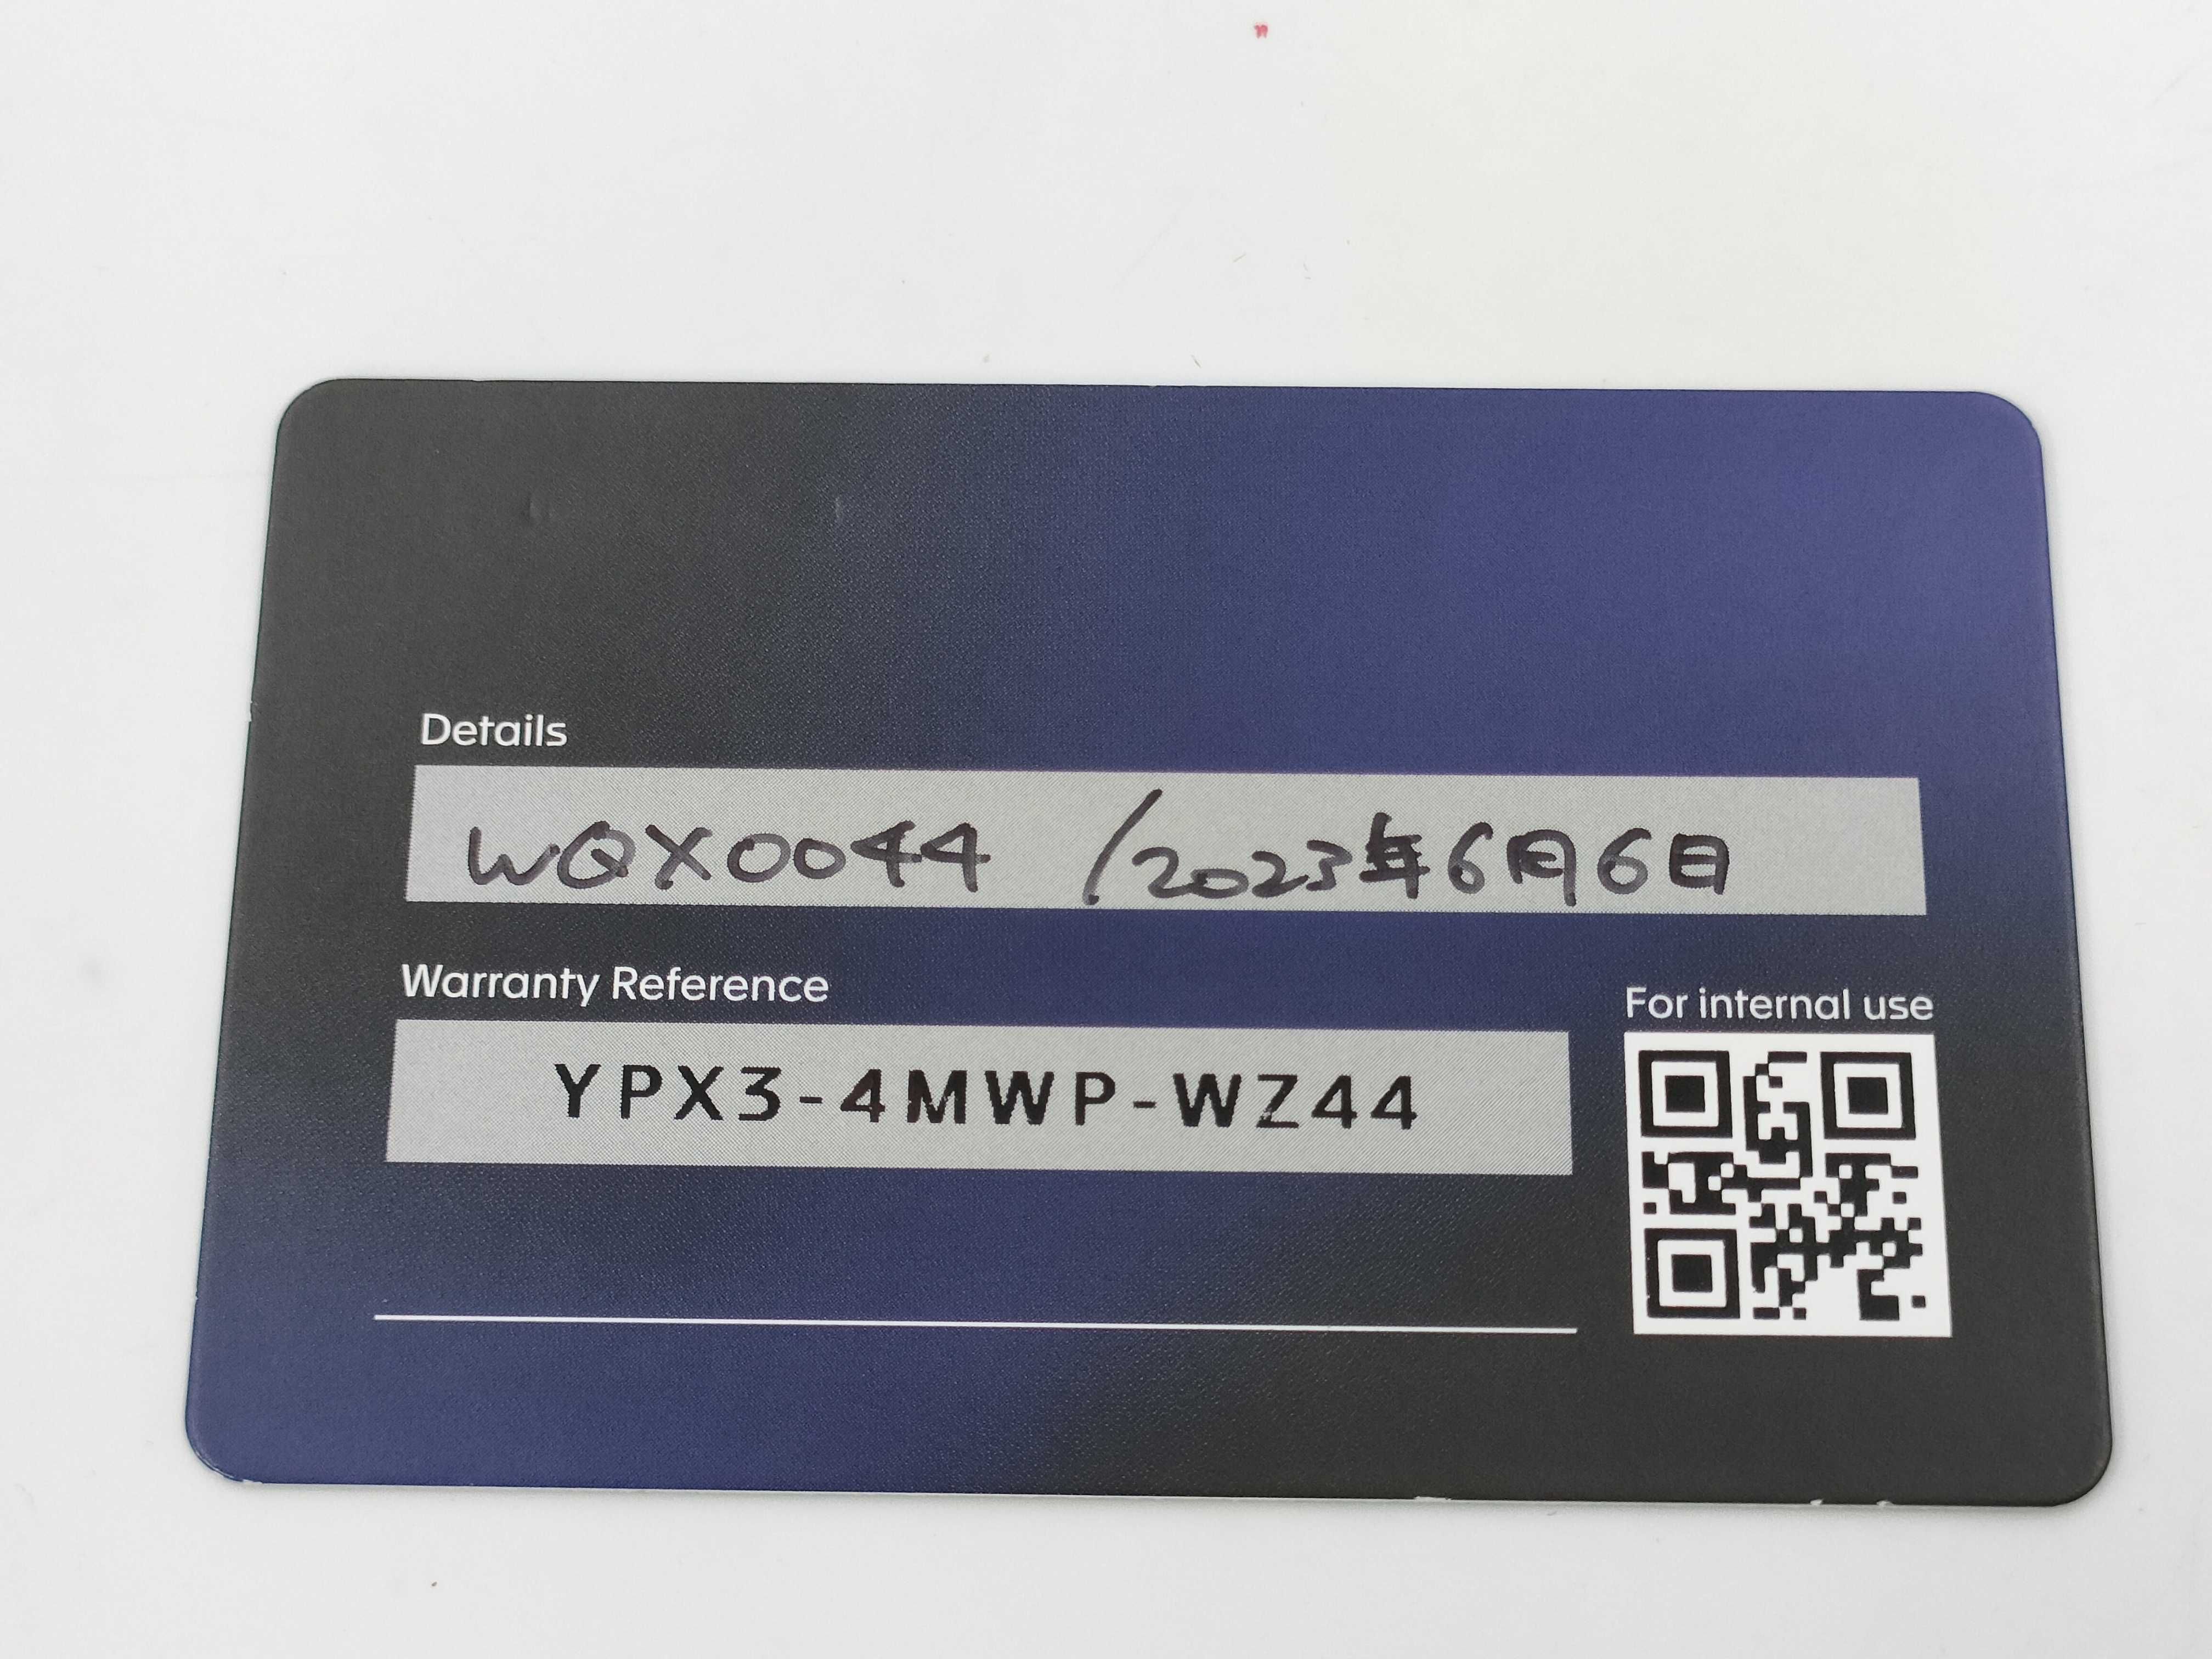 Details
WQX0044 /2023年6月6日
Warranty Reference
For internal use
YPX3-4MWP-WZ44